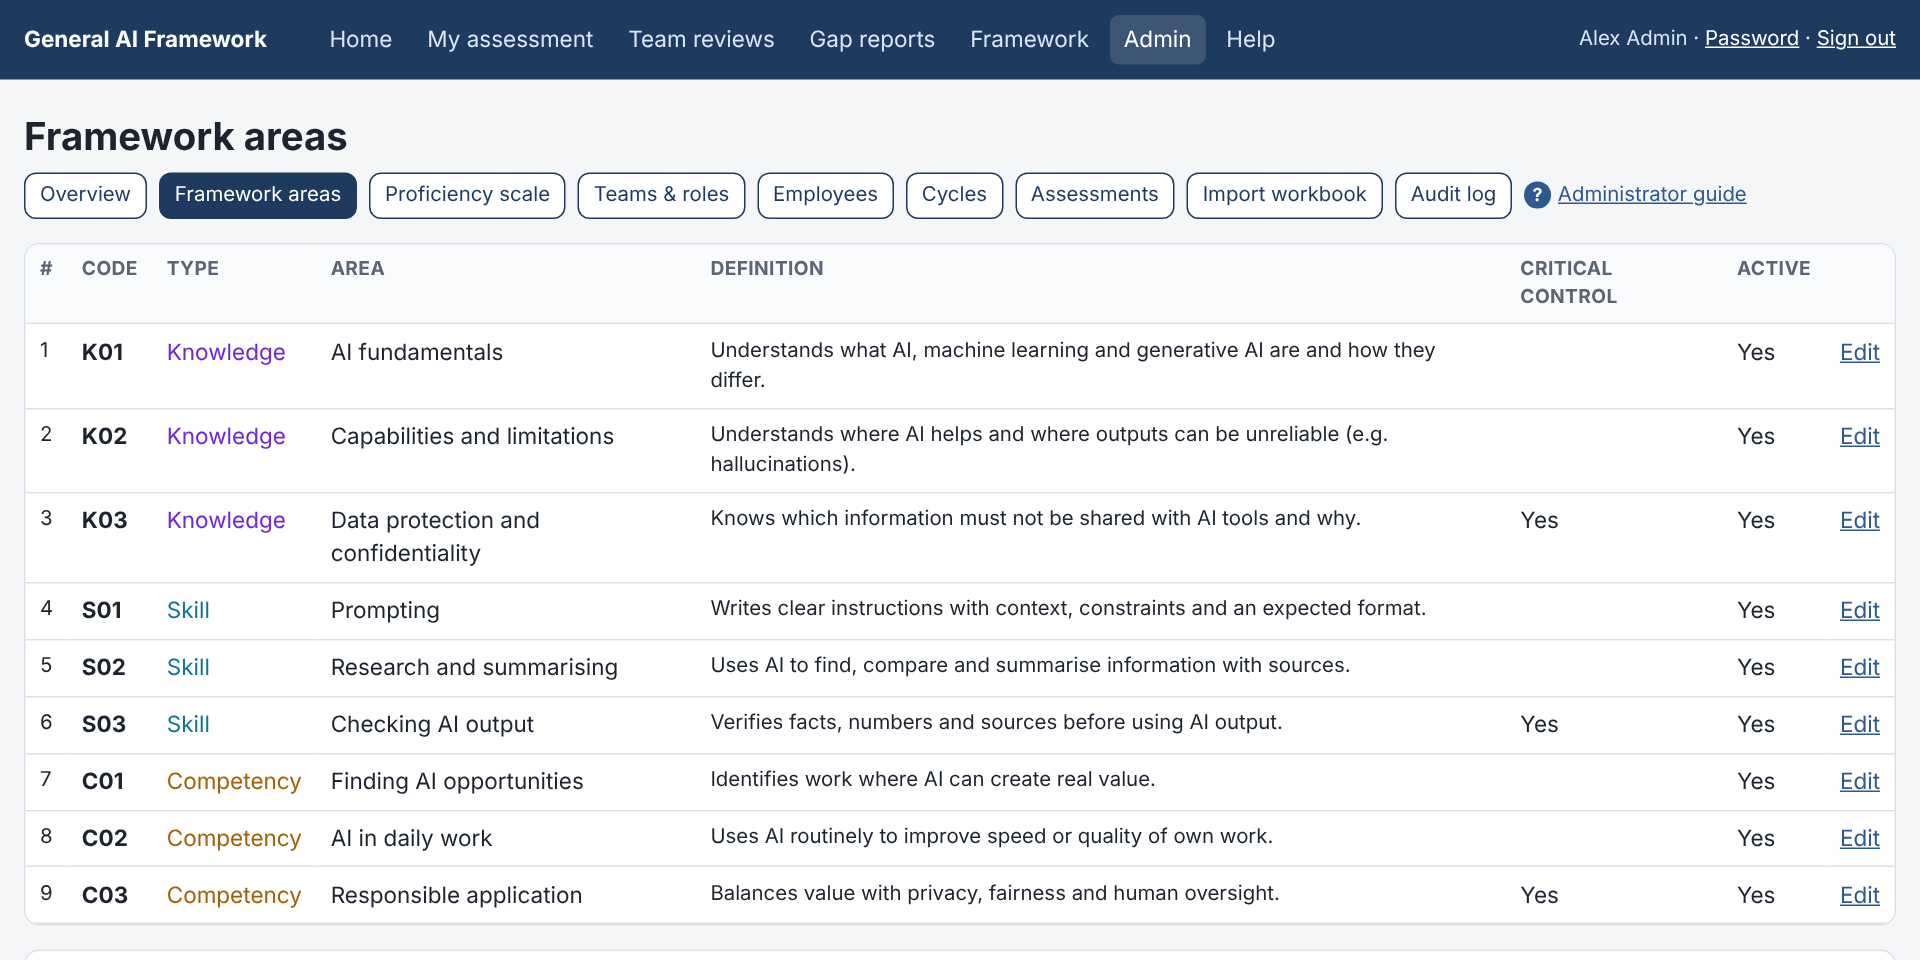 General AI Framework Home My assessment Team reviews Gap reports Framework Admin Help Alex Admin · Password · Sign out
Framework areas
Overview Framework areas Proficiency scale Teams & roles Employees Cycles Assessments Import workbook Audit log ? Administrator guide
# CODE TYPE AREA DEFINITION CRITICAL CONTROL ACTIVE
1 K01 Knowledge AI fundamentals Understands what AI, machine learning and generative AI are and how they
differ.
Yes Edit
2 K02 Knowledge Capabilities and limitations Understands where AI helps and where outputs can be unreliable (e.g.
hallucinations).
Yes Edit
3 K03 Knowledge Data protection and
confidentiality
Knows which information must not be shared with AI tools and why. Yes Yes Edit
4 S01 Skill Prompting Writes clear instructions with context, constraints and an expected format. Yes Edit
5 S02 Skill Research and summarising Uses AI to find, compare and summarise information with sources. Yes Edit
6 S03 Skill Checking AI output Verifies facts, numbers and sources before using AI output. Yes Yes Edit
7 C01 Competency Finding AI opportunities Identifies work where AI can create real value. Yes Edit
8 C02 Competency AI in daily work Uses AI routinely to improve speed or quality of own work. Yes Edit
9 C03 Competency Responsible application Balances value with privacy, fairness and human oversight. Yes Yes Edit